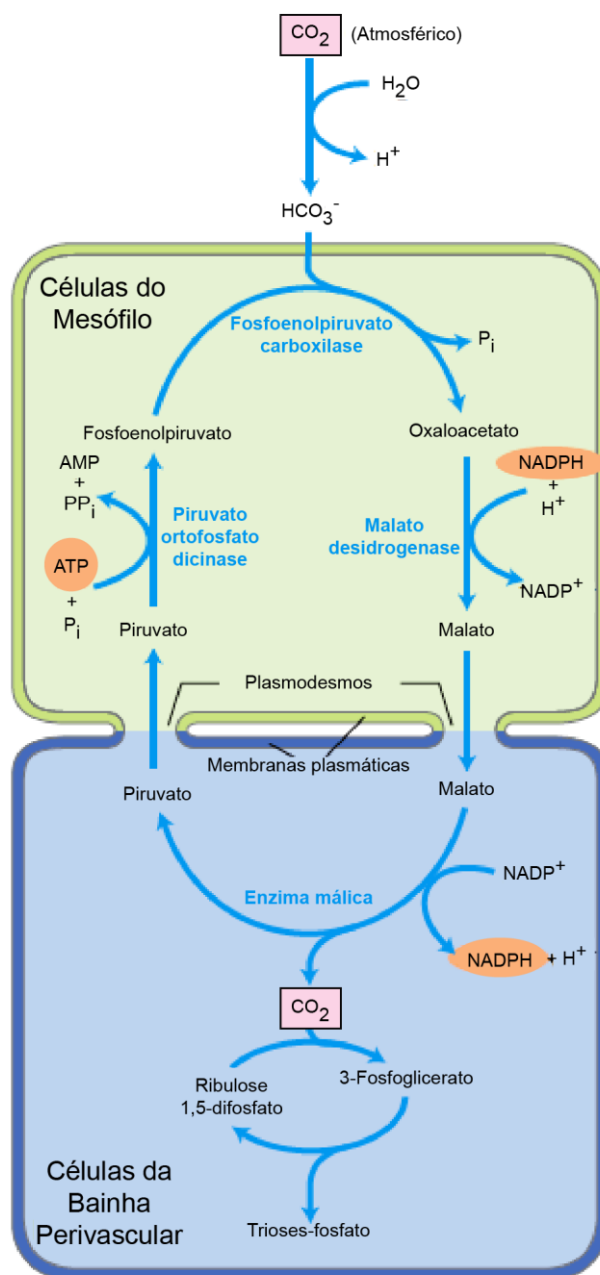 CO2 (Atmosférico)
H2O
H+
HCO3-
Células do
Mesófilo
Fosfoenolpiruvato
carboxilase
Pi
Fosfoenolpiruvato
Oxaloacetato
AMP
+
PPi
NADPH
+
H+
Piruvato
ortofosfato
dicinase
Malato
desidrogenase
ATP
+
Pi
NADP+
Piruvato
Malato
Plasmodesmos
Membranas plasmáticas
Piruvato
Malato
NADP+
Enzima málica
NADPH + H+
CO2
Ribulose
1,5-difosfato
3-Fosfoglicerato
Células da
Bainha
Perivascular
Trioses-fosfato